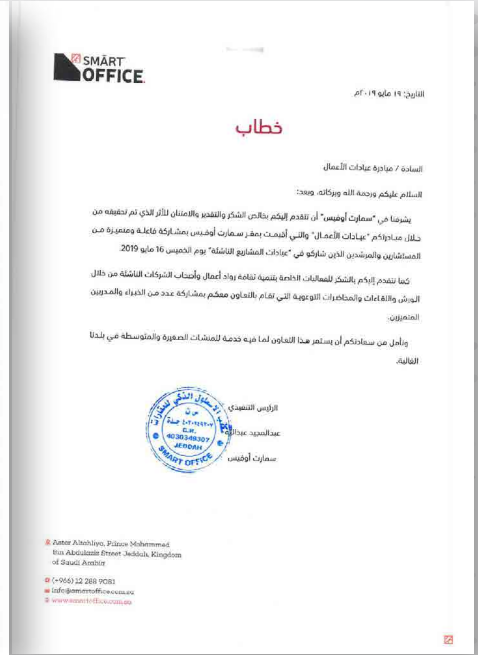 SMART
OFFICE
التاريخ: ١٩ مايو ٢٠١٩م
خطاب
السادة / مبادرة عيادات الأعمال
السلام عليكم ورحمة الله وبركاته، وبعد:
يشرفنا في "سمارت أوفيس" أن نتقدم إليكم بخالص الشكر والتقدير والامتنان للأثر الذي تم تحقيقه من
خلال مبادرتكم "عيادات الأعمال" والتي أقيمت بمقر سمارت أوفيس بمشاركة فاعلة ومتميزة من
المستشارين والمرشدين الذين شاركو في "عيادات المشاريع الناشئة" يوم الخميس 16 مايو 2019.
كما نتقدم إليكم بالشكر للفعاليات الخاصة بتنمية ثقافة رواد أعمال وأصحاب الشركات الناشئة من خلال
الورش واللقاءات والمحاضرات التوعوية التي تقام بالتعاون معكم بمشاركة عدد من الخبراء والمدربين
المتميزين.
ونأمل من سعادتكم أن يستمر هذا التعاون لما فيه خدمة للمنشات الصغيرة والمتوسطة في بلدنا
الغالية.
الرئيس التنفيذي
عبدالمجيد
سمارت أوفيس
C.R.
4030349307
JEDDAH
SMART OFFICE
Prince Mohammed
Bin Abdulaziz Street Jeddah, Kingdom
of Saudi Arabia
(+966) 12 288 9081
info@smartoffice.com.sa
www.smartoffice.com.sa